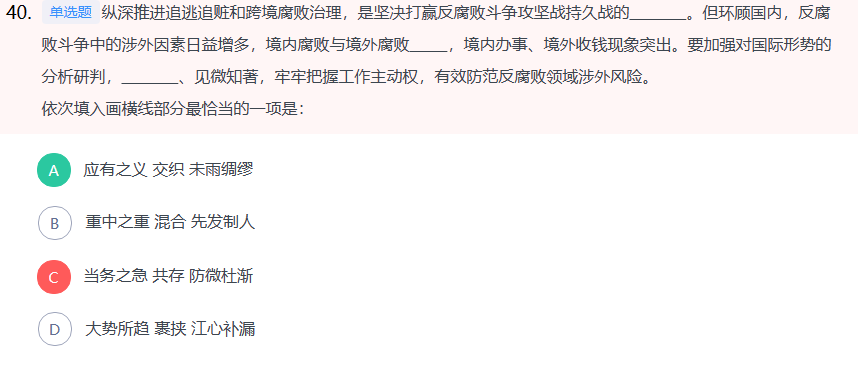 40. 单选题 纵深推进追逃追赃和跨境腐败治理，是坚决打赢反腐败斗争攻坚战持久战的_______。但环顾国内，反腐
败斗争中的涉外因素日益增多，境内腐败与境外腐败_____，境内办事、境外收钱现象突出。要加强对国际形势的
分析研判，_______、见微知著，牢牢把握工作主动权，有效防范反腐败领域涉外风险。
依次填入画横线部分最恰当的一项是：
A 应有之义 交织 未雨绸缪
B 重中之重 混合 先发制人
C 当务之急 共存 防微杜渐
D 大势所趋 裹挟 江心补漏